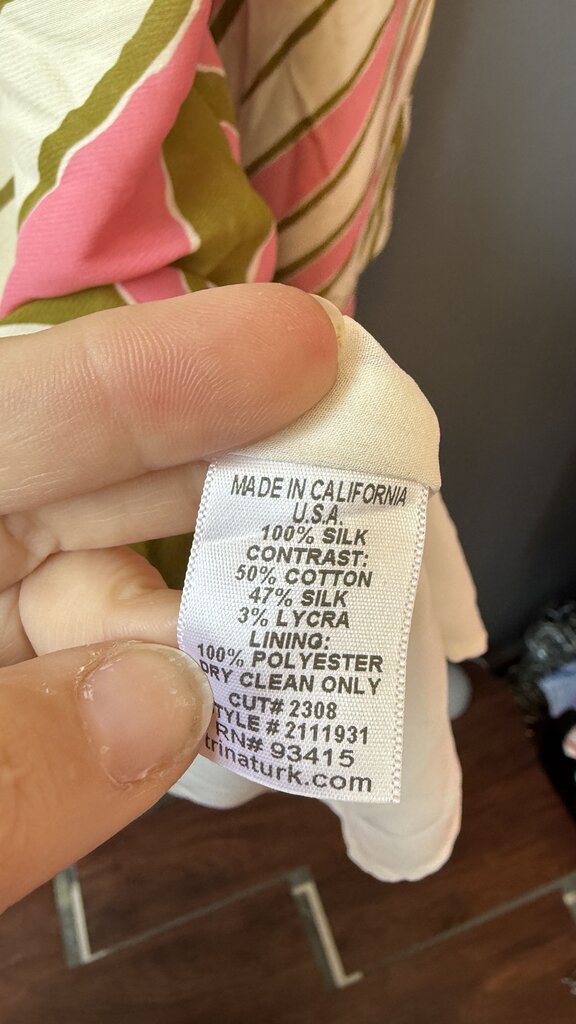 MADE IN CALIFORNIA
U.S.A.
100% SILK
CONTRAST:
50% COTTON
47% SILK
3% LYCRA
LINING:
100% POLYESTER
DRY CLEAN ONLY
CUT# 2308
TYLE # 2111931
RN# 93415
trinaturk.com